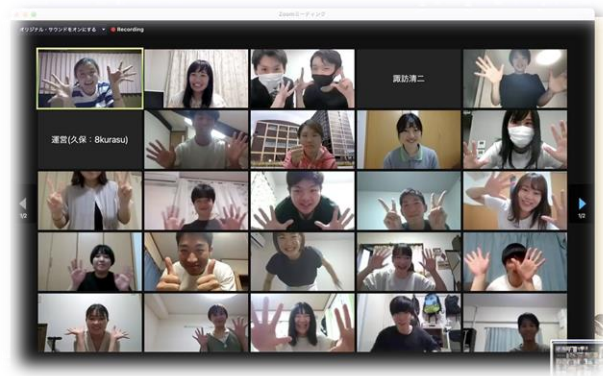 Zoomミーティング
オリジナル・サウンドをオンにする
Recording
諏訪清二
運営(久保：8kurasu)
1/2
1/2